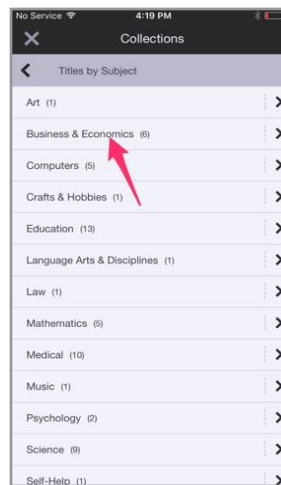 No Service 4:19 PM
Collections
Titles by Subject
Art (1)
Business & Economics (6)
Computers (5)
Crafts & Hobbies (1)
Education (13)
Language Arts & Disciplines (1)
Law (1)
Mathematics (5)
Medical (10)
Music (1)
Psychology (2)
Science (9)
Self-Help (1)